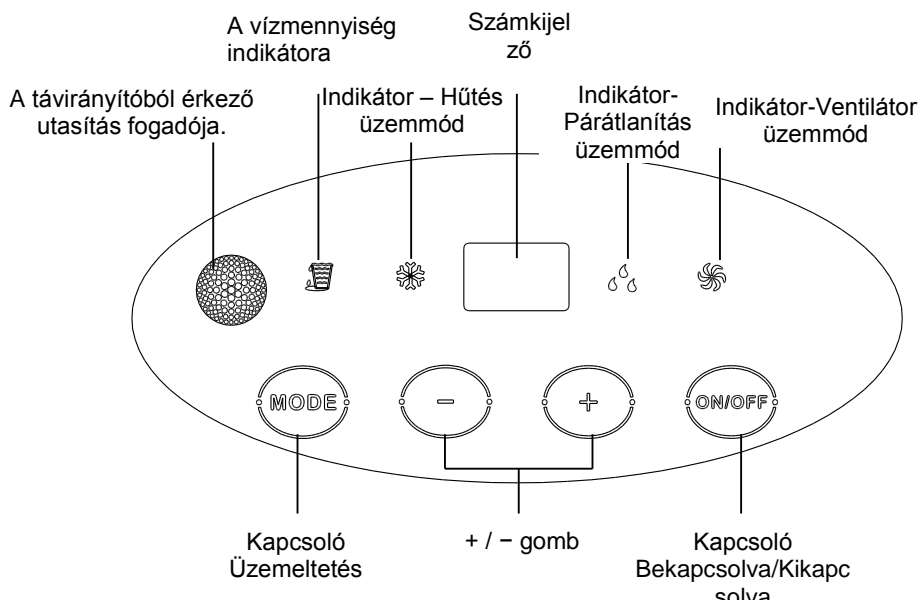 A vízmennyiség
indikátora
Számkijel
ző
A távirányítóból érkező
utasítás fogadója.
Indikátor – Hűtés
üzemmód
Indikátor-
Párátlanítás
üzemmód
Indikátor-Ventilátor
üzemmód
MODE
−
+
ON/OFF
Kapcsoló
Üzemeltetés
+ / − gomb
Kapcsoló
Bekapcsolva/Kikapc
solva